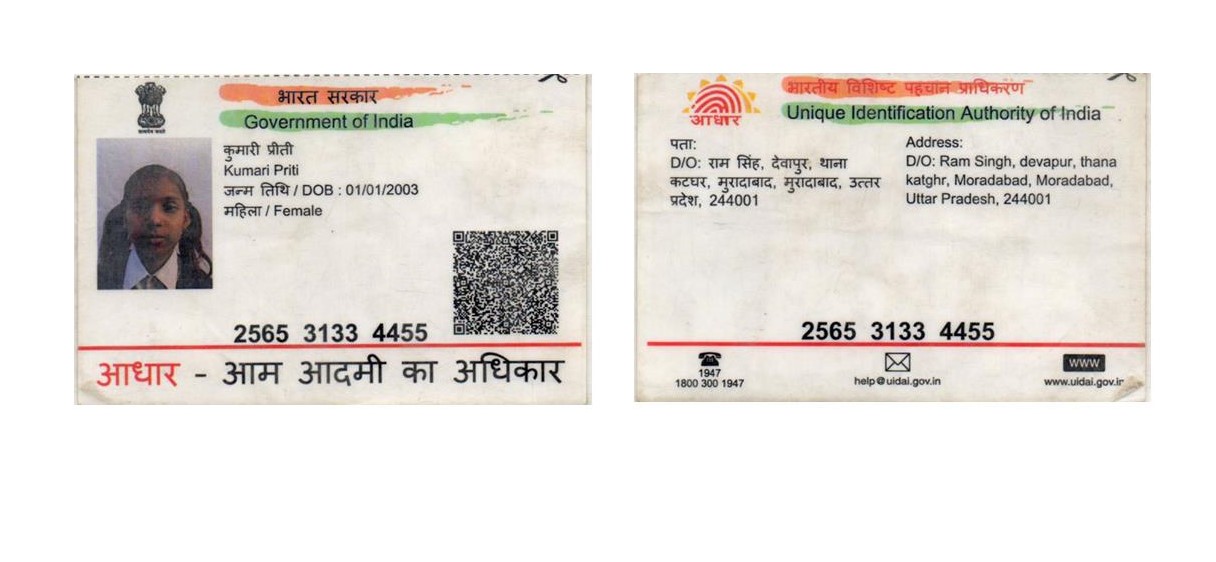 भारत सरकार
Government of India
कुमारी प्रीती
Kumari Priti
जन्म तिथि / DOB : 01/01/2003
महिला / Female
2565 3133 4455
आधार - आम आदमी का अधिकार
भारतीय विशिष्ट पहचान प्राधिकरण
Unique Identification Authority of India
आधार
पता:
D/O: राम सिंह, देवापुर, थाना
कटघर, मुरादाबाद, मुरादाबाद, उत्तर
प्रदेश, 244001
Address:
D/O: Ram Singh, devapur, thana
katghr, Moradabad, Moradabad,
Uttar Pradesh, 244001
2565 3133 4455
1947
1800 300 1947
help@uidai.gov.in
www
www.uidai.gov.in